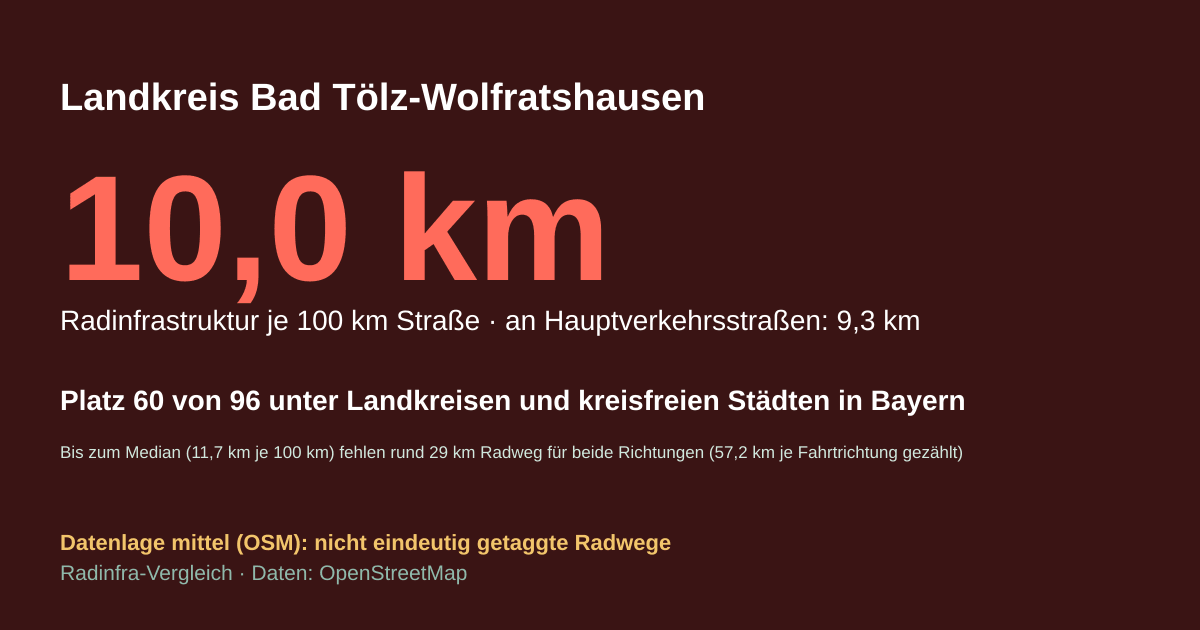 Landkreis Bad Tölz-Wolfratshausen
10,0 km
Radinfrastruktur je 100 km Straße · an Hauptverkehrsstraßen: 9,3 km
Platz 60 von 96 unter Landkreisen und kreisfreien Städten in Bayern
Bis zum Median (11,7 km je 100 km) fehlen rund 29 km Radweg für beide Richtungen (57,2 km je Fahrtrichtung gezählt)
Datenlage mittel (OSM): nicht eindeutig getaggte Radwege
Radinfra-Vergleich · Daten: OpenStreetMap